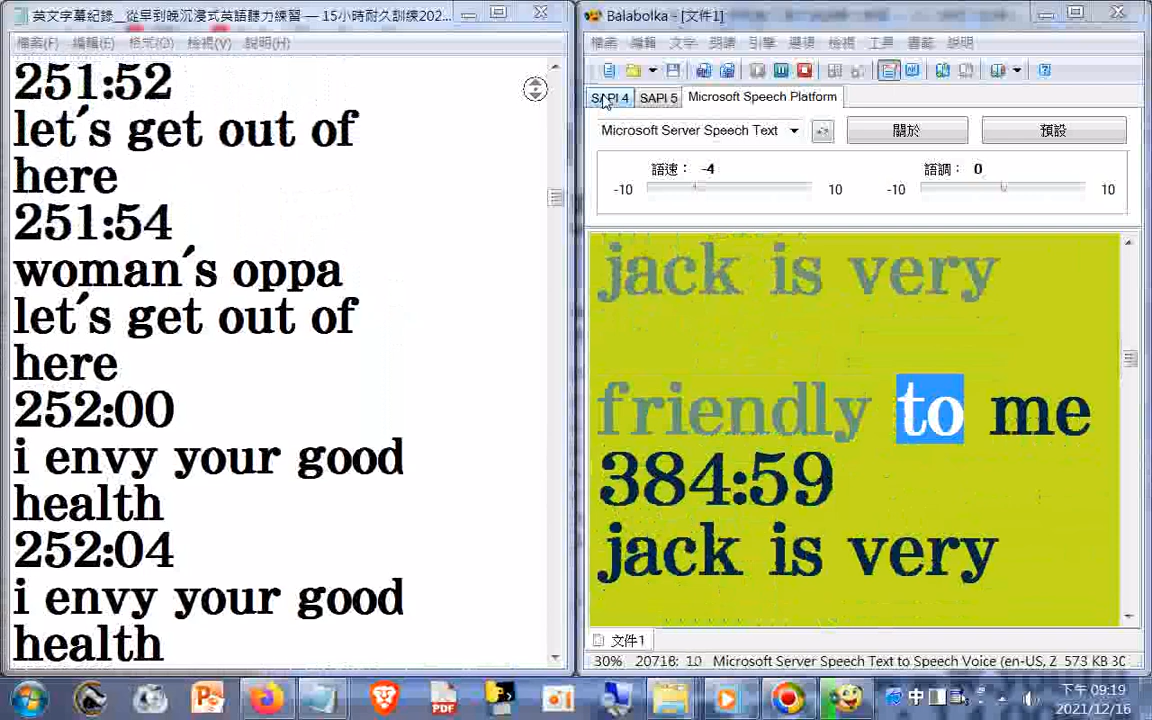 英文字幕紀錄__從早到晚沉浸式英語聽力練習 — 15小時耐久訓練202...
檔案(F) 編輯(E) 格式(O) 檢視(V) 說明(H)
251:52
let's get out of
here
251:54
woman's oppa
let's get out of
here
252:00
i envy your good
health
252:04
i envy your good
health
Balabolka - [文件1]
檔案 編輯 文字 朗讀 引擎 選項 檢視 工具 書籤 說明
SAPI 4 SAPI 5 Microsoft Speech Platform
Microsoft Server Speech Text 關於 預設
語速: -4 語調: 0
-10 10 -10 10
jack is very
friendly to me
384:59
jack is very
文件1
30% 20718: 10 Microsoft Server Speech Text to Speech Voice (en-US, Z 573 KB 30
中
下午 09:19
2021/12/16